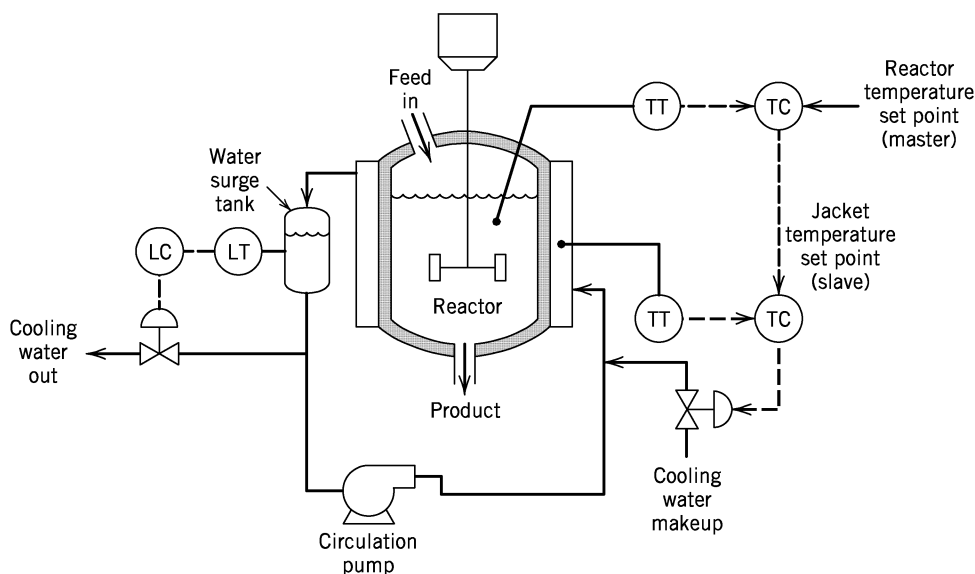 Feed
in
TT
TC
Reactor
temperature
set point
(master)
Water
surge
tank
Jacket
temperature
set point
(slave)
LC
LT
Reactor
TT
TC
Cooling
water
out
Product
Cooling
water
makeup
Circulation
pump